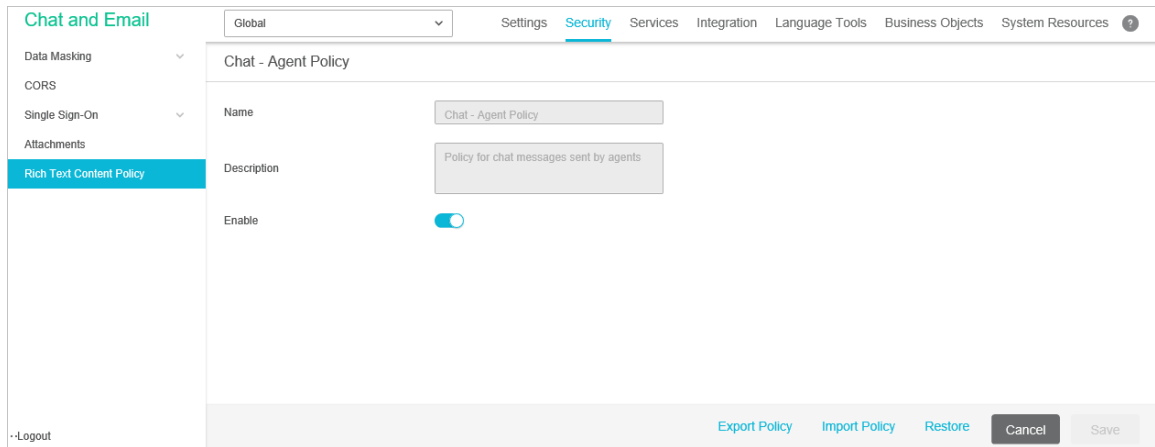 Chat and Email
Global
Settings Security Services Integration Language Tools Business Objects System Resources ?
Data Masking
CORS
Single Sign-On
Attachments
Rich Text Content Policy
Chat - Agent Policy
Name
Chat - Agent Policy
Description
Policy for chat messages sent by agents
Enable
Export Policy Import Policy Restore Cancel Save
Logout